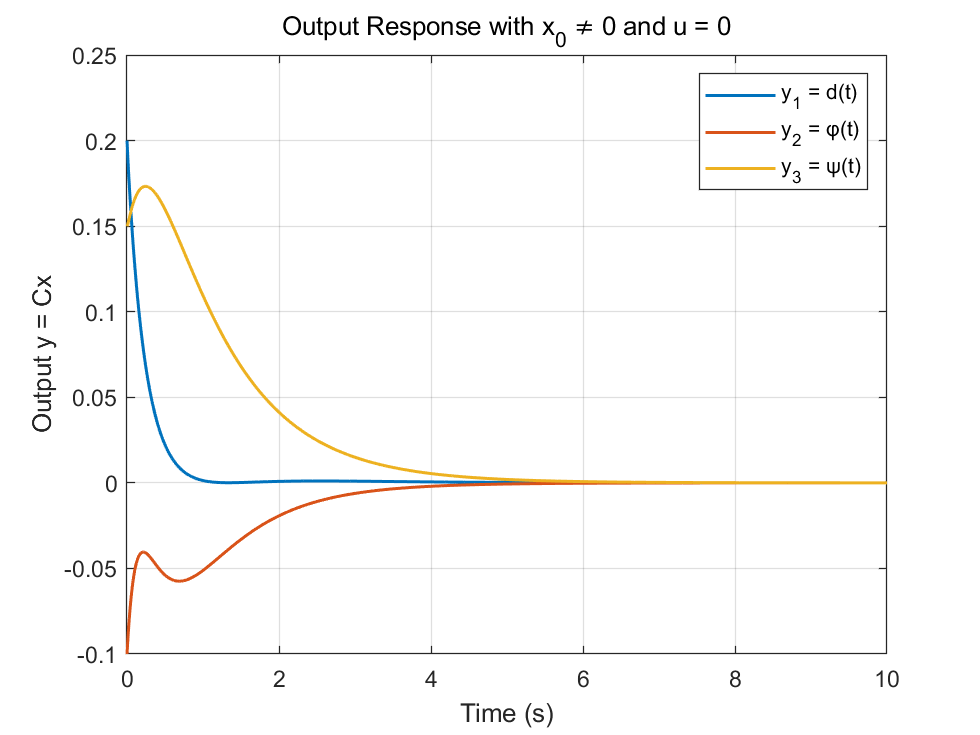 Output Response with x₀ ≠ 0 and u = 0
0.25
0.2
0.15
0.1
0.05
0
-0.05
-0.1
Output y = Cx
y₁ = d(t)
y₂ = φ(t)
y₃ = ψ(t)
0 2 4 6 8 10
Time (s)